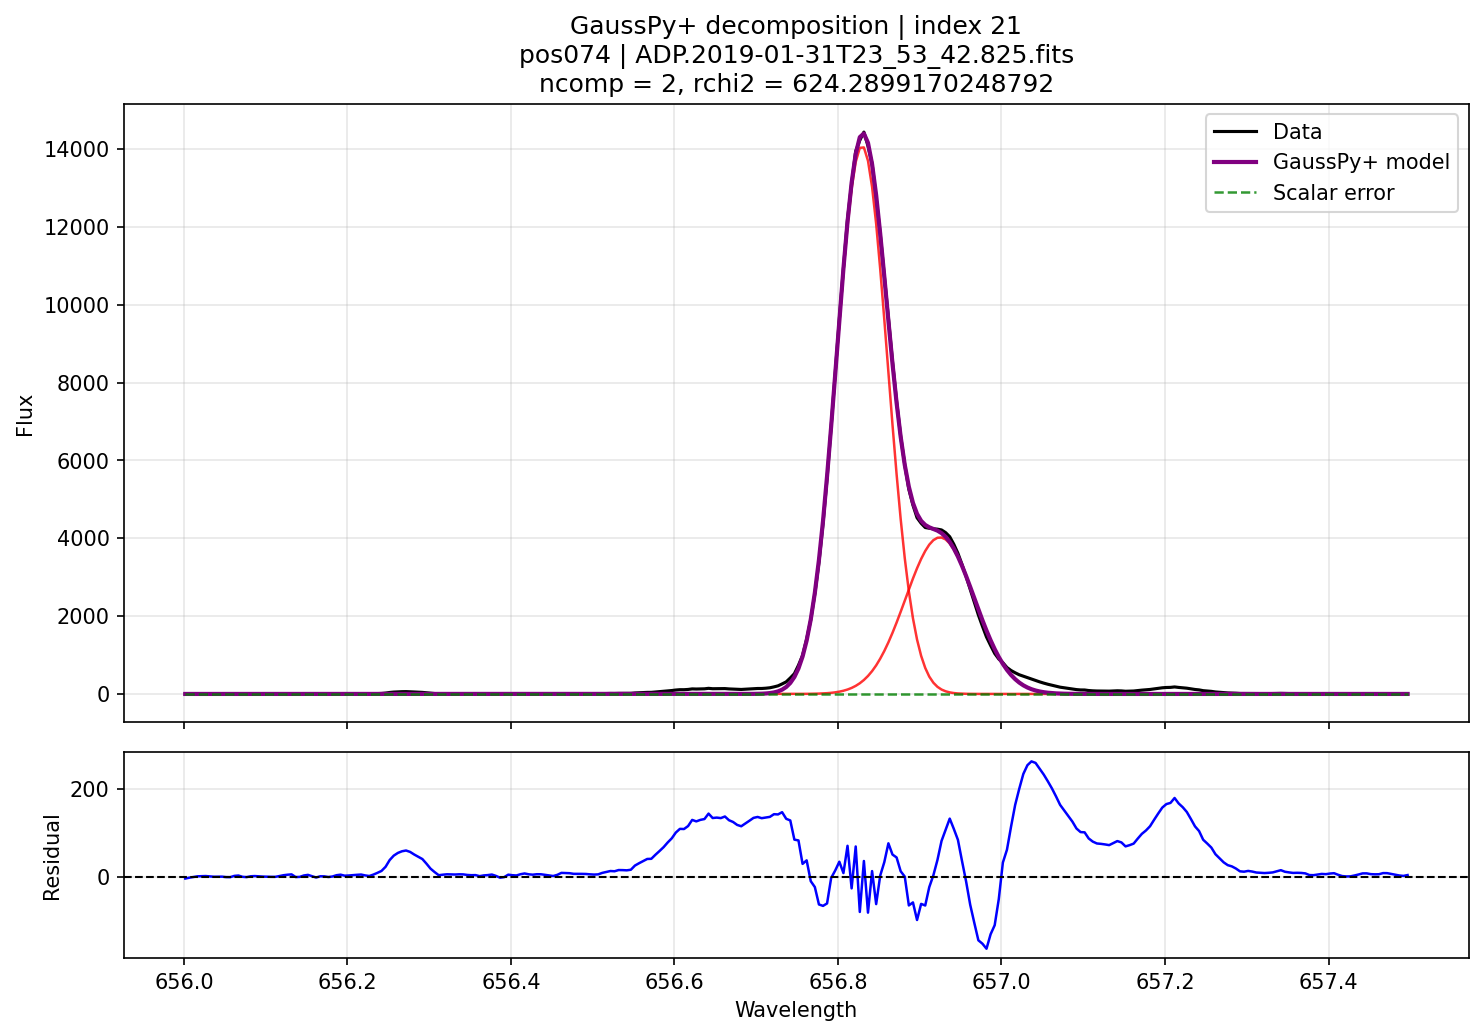 GaussPy+ decomposition | index 21
pos074 | ADP.2019-01-31T23_53_42.825.fits
ncomp = 2, rchi2 = 624.2899170248792
Data
GaussPy+ model
Scalar error
Flux
14000
12000
10000
8000
6000
4000
2000
0
Residual
200
0
656.0 656.2 656.4 656.6 656.8 657.0 657.2 657.4
Wavelength